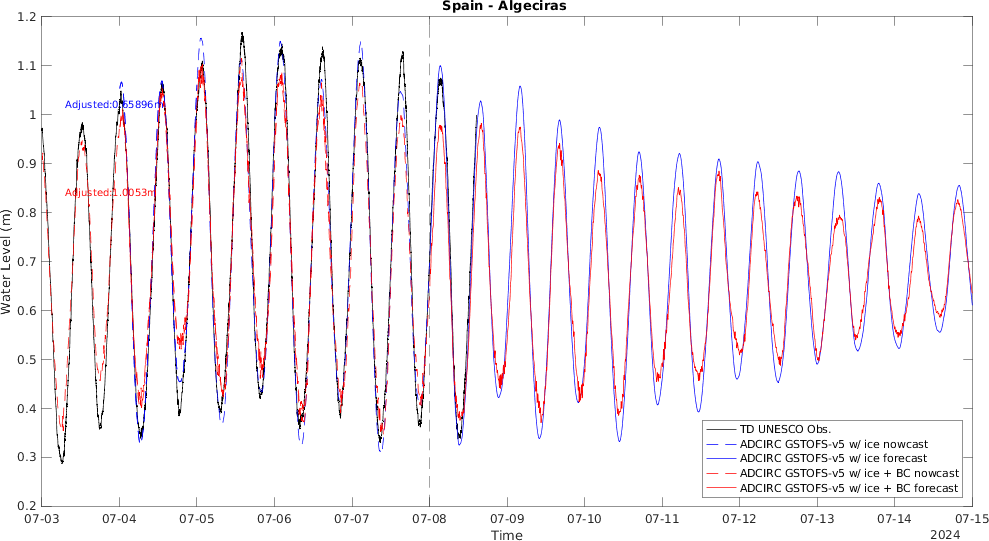 Spain - Algeciras
Water Level (m)
1.2
1.1
1
0.9
0.8
0.7
0.6
0.5
0.4
0.3
0.2
Adjusted:1.0053m
TD UNESCO Obs.
ADCIRC GSTOFS-v5 w/ ice nowcast
ADCIRC GSTOFS-v5 w/ ice forecast
ADCIRC GSTOFS-v5 w/ ice + BC nowcast
ADCIRC GSTOFS-v5 w/ ice + BC forecast
07-03 07-04 07-05 07-06 07-07 07-08 07-09 07-10 07-11 07-12 07-13 07-14 07-15
Time
2024